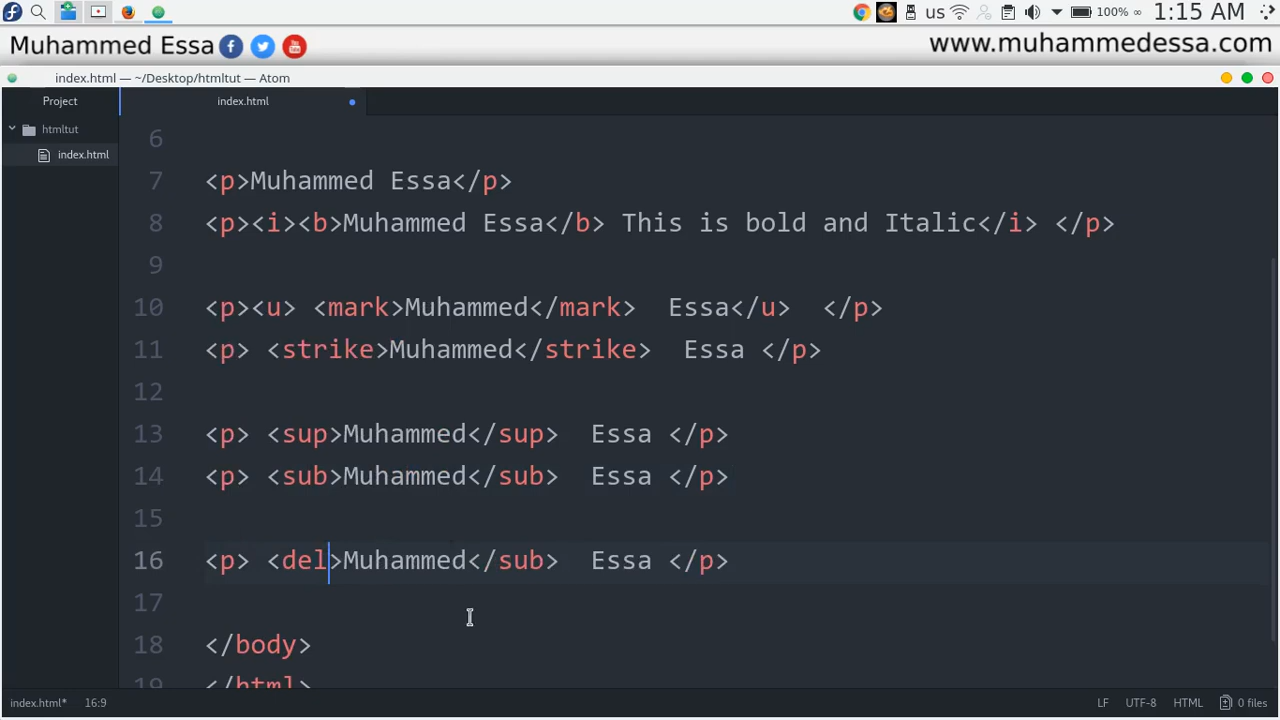 us 100% 1:15 AM
Muhammed Essa www.muhammedessa.com
index.html — ~/Desktop/htmltut — Atom
Project index.html
htmltut
index.html
6
7 <p>Muhammed Essa</p>
8 <p><i><b>Muhammed Essa</b> This is bold and Italic</i> </p>
9
10 <p><u> <mark>Muhammed</mark>  Essa</u>  </p>
11 <p> <strike>Muhammed</strike>  Essa </p>
12
13 <p> <sup>Muhammed</sup>  Essa </p>
14 <p> <sub>Muhammed</sub>  Essa </p>
15
16 <p> <del>Muhammed</sub>  Essa </p>
17
18 </body>
19 </html>
index.html* 16:9 LF UTF-8 HTML 0 files